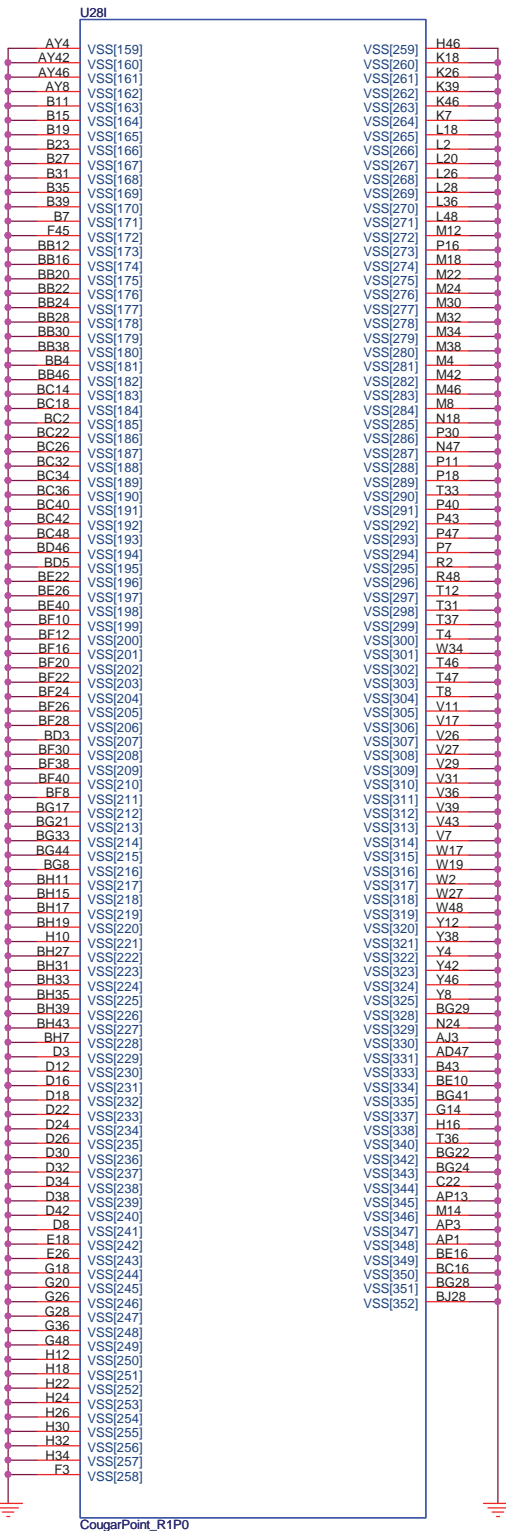 U28I
AY4 VSS[159]
AY42 VSS[160]
AY46 VSS[161]
AY8 VSS[162]
B11 VSS[163]
B15 VSS[164]
B19 VSS[165]
B23 VSS[166]
B27 VSS[167]
B31 VSS[168]
B35 VSS[169]
B39 VSS[170]
B7 VSS[171]
F45 VSS[172]
BB12 VSS[173]
BB16 VSS[174]
BB20 VSS[175]
BB22 VSS[176]
BB24 VSS[177]
BB28 VSS[178]
BB30 VSS[179]
BB38 VSS[180]
BB4 VSS[181]
BB46 VSS[182]
BC14 VSS[183]
BC18 VSS[184]
BC2 VSS[185]
BC22 VSS[186]
BC26 VSS[187]
BC32 VSS[188]
BC34 VSS[189]
BC36 VSS[190]
BC40 VSS[191]
BC42 VSS[192]
BC48 VSS[193]
BD46 VSS[194]
BD5 VSS[195]
BE22 VSS[196]
BE26 VSS[197]
BE40 VSS[198]
BF10 VSS[199]
BF12 VSS[200]
BF16 VSS[201]
BF20 VSS[202]
BF22 VSS[203]
BF24 VSS[204]
BF26 VSS[205]
BF28 VSS[206]
BD3 VSS[207]
BF30 VSS[208]
BF38 VSS[209]
BF40 VSS[210]
BF8 VSS[211]
BG17 VSS[212]
BG21 VSS[213]
BG33 VSS[214]
BG44 VSS[215]
BG8 VSS[216]
BH11 VSS[217]
BH15 VSS[218]
BH17 VSS[219]
BH19 VSS[220]
H10 VSS[221]
BH27 VSS[222]
BH31 VSS[223]
BH33 VSS[224]
BH35 VSS[225]
BH39 VSS[226]
BH43 VSS[227]
BH7 VSS[228]
D3 VSS[229]
D12 VSS[230]
D16 VSS[231]
D18 VSS[232]
D22 VSS[233]
D24 VSS[234]
D26 VSS[235]
D30 VSS[236]
D32 VSS[237]
D34 VSS[238]
D38 VSS[239]
D42 VSS[240]
D8 VSS[241]
E18 VSS[242]
E26 VSS[243]
G18 VSS[244]
G20 VSS[245]
G26 VSS[246]
G28 VSS[247]
G36 VSS[248]
G48 VSS[249]
H12 VSS[250]
H18 VSS[251]
H22 VSS[252]
H24 VSS[253]
H26 VSS[254]
H30 VSS[255]
H32 VSS[256]
H34 VSS[257]
F3 VSS[258]
VSS[259] H46
VSS[260] K18
VSS[261] K26
VSS[262] K39
VSS[263] K46
VSS[264] K7
VSS[265] L18
VSS[266] L2
VSS[267] L20
VSS[268] L26
VSS[269] L28
VSS[270] L36
VSS[271] L48
VSS[272] M12
VSS[273] P16
VSS[274] M18
VSS[275] M22
VSS[276] M24
VSS[277] M30
VSS[278] M32
VSS[279] M34
VSS[280] M38
VSS[281] M4
VSS[282] M42
VSS[283] M46
VSS[284] M8
VSS[285] N18
VSS[286] P30
VSS[287] N47
VSS[288] P11
VSS[289] P18
VSS[290] T33
VSS[291] P40
VSS[292] P43
VSS[293] P47
VSS[294] P7
VSS[295] R2
VSS[296] R48
VSS[297] T12
VSS[298] T31
VSS[299] T37
VSS[300] T4
VSS[301] W34
VSS[302] T46
VSS[303] T47
VSS[304] T8
VSS[305] V11
VSS[306] V17
VSS[307] V26
VSS[308] V27
VSS[309] V29
VSS[310] V31
VSS[311] V36
VSS[312] V39
VSS[313] V43
VSS[314] V7
VSS[315] W17
VSS[316] W19
VSS[317] W2
VSS[318] W27
VSS[319] W48
VSS[320] Y12
VSS[321] Y38
VSS[322] Y4
VSS[323] Y42
VSS[324] Y46
VSS[325] Y8
VSS[328] BG29
VSS[329] N24
VSS[330] AJ3
VSS[331] AD47
VSS[333] B43
VSS[334] BE10
VSS[335] BG41
VSS[337] G14
VSS[338] H16
VSS[340] T36
VSS[342] BG22
VSS[343] BG24
VSS[344] C22
VSS[345] AP13
VSS[346] M14
VSS[347] AP3
VSS[348] AP1
VSS[349] BE16
VSS[350] BC16
VSS[351] BG28
VSS[352] BJ28
CougarPoint_R1P0